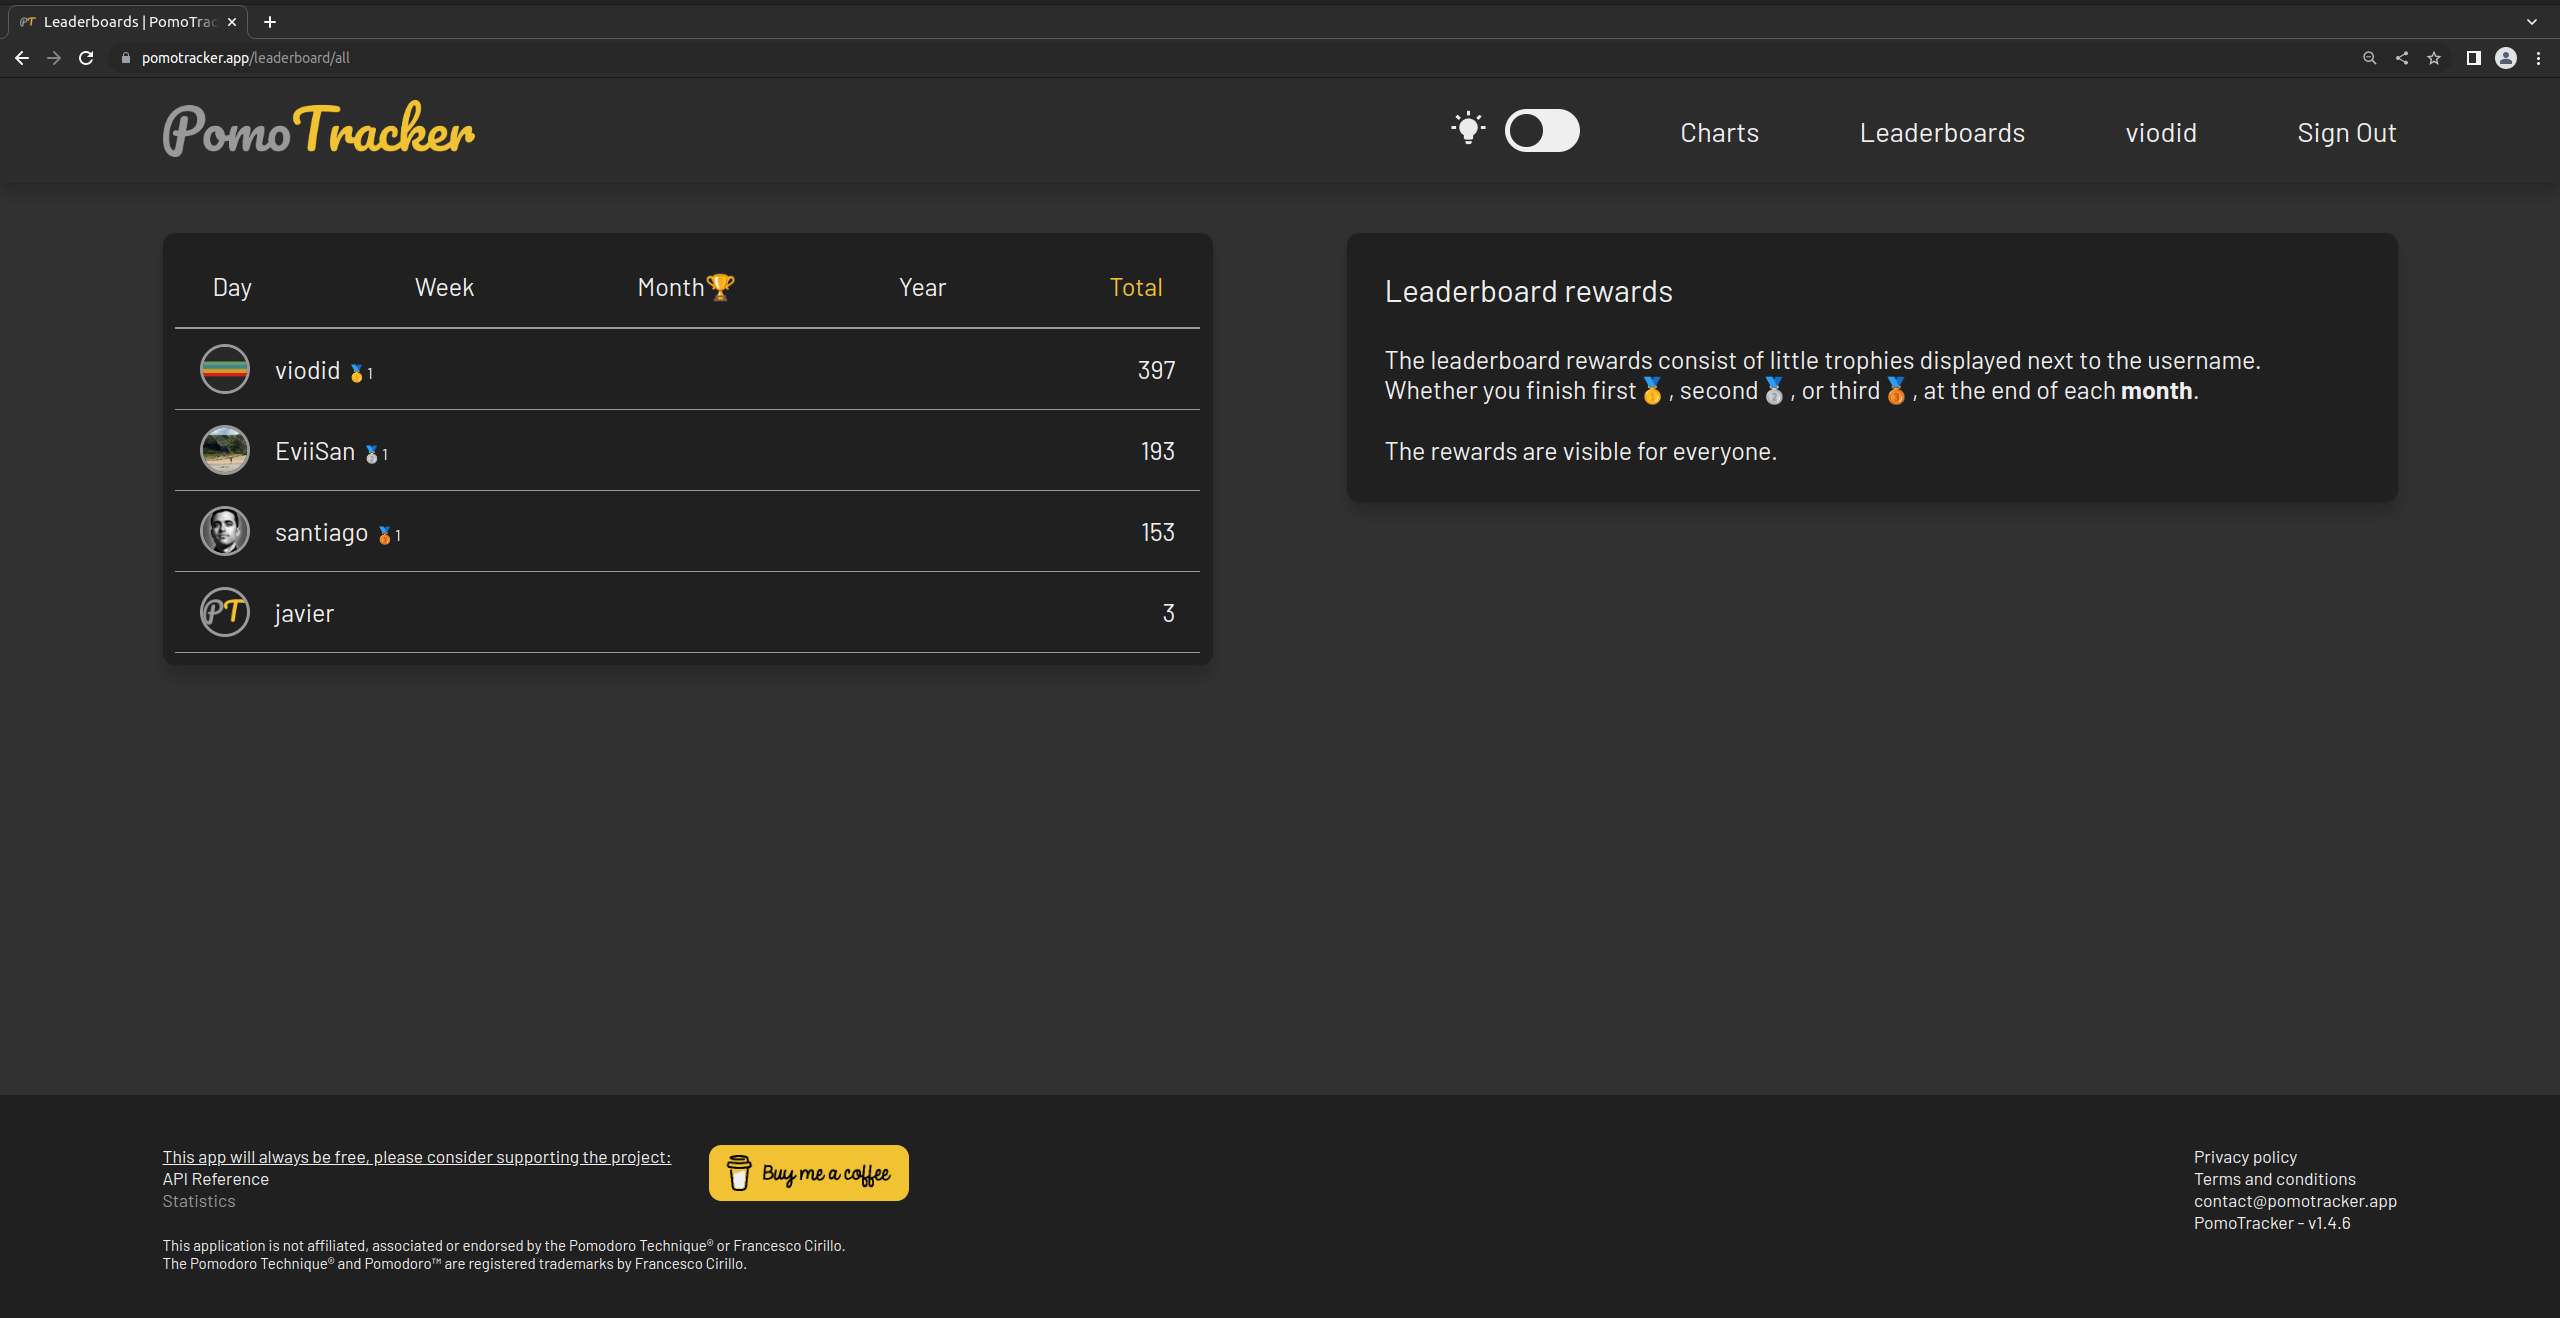 Leaderboards | PomoTrac
pomotracker.app/leaderboard/all
PomoTracker
Charts
Leaderboards
viodid
Sign Out
Day Week Month🏆 Year Total
viodid 🥇1 397
EviiSan 🥈1 193
santiago 🥉1 153
PT javier 3
Leaderboard rewards
The leaderboard rewards consist of little trophies displayed next to the username.
Whether you finish first🥇, second🥈, or third🥉, at the end of each month.
The rewards are visible for everyone.
This app will always be free, please consider supporting the project:
API Reference
Statistics
Buy me a coffee
This application is not affiliated, associated or endorsed by the Pomodoro Technique® or Francesco Cirillo.
The Pomodoro Technique® and Pomodoro™ are registered trademarks by Francesco Cirillo.
Privacy policy
Terms and conditions
contact@pomotracker.app
PomoTracker - v1.4.6